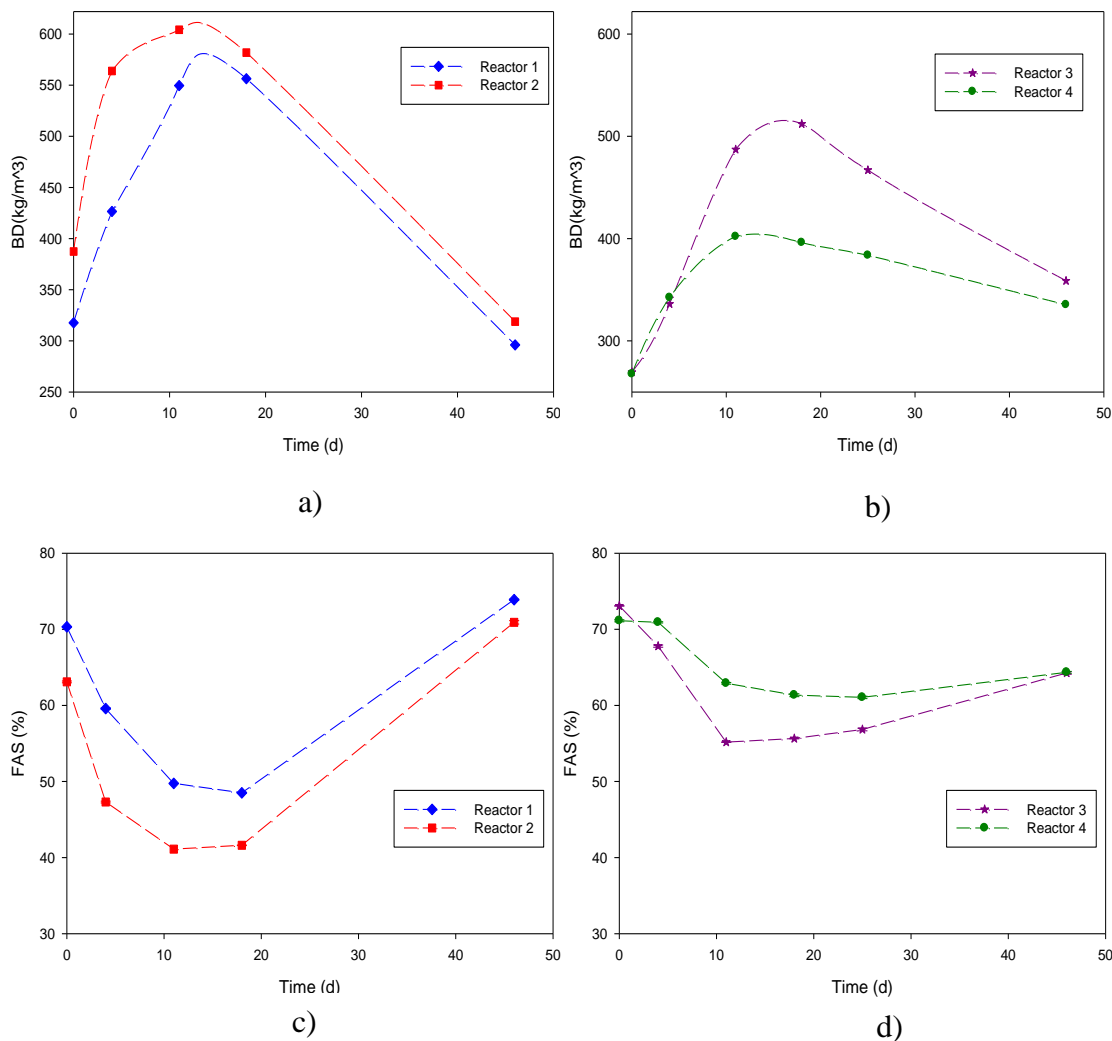 600
550
500
450
400
350
300
250
BD(kg/m^3)
Reactor 1
Reactor 2
0 10 20 30 40 50
Time (d)
a)
600
500
400
300
BD(kg/m^3)
Reactor 3
Reactor 4
0 10 20 30 40 50
Time (d)
b)
80
70
60
50
40
30
FAS (%)
Reactor 1
Reactor 2
0 10 20 30 40 50
Time (d)
c)
80
70
60
50
40
30
FAS (%)
Reactor 3
Reactor 4
0 10 20 30 40 50
Time (d)
d)